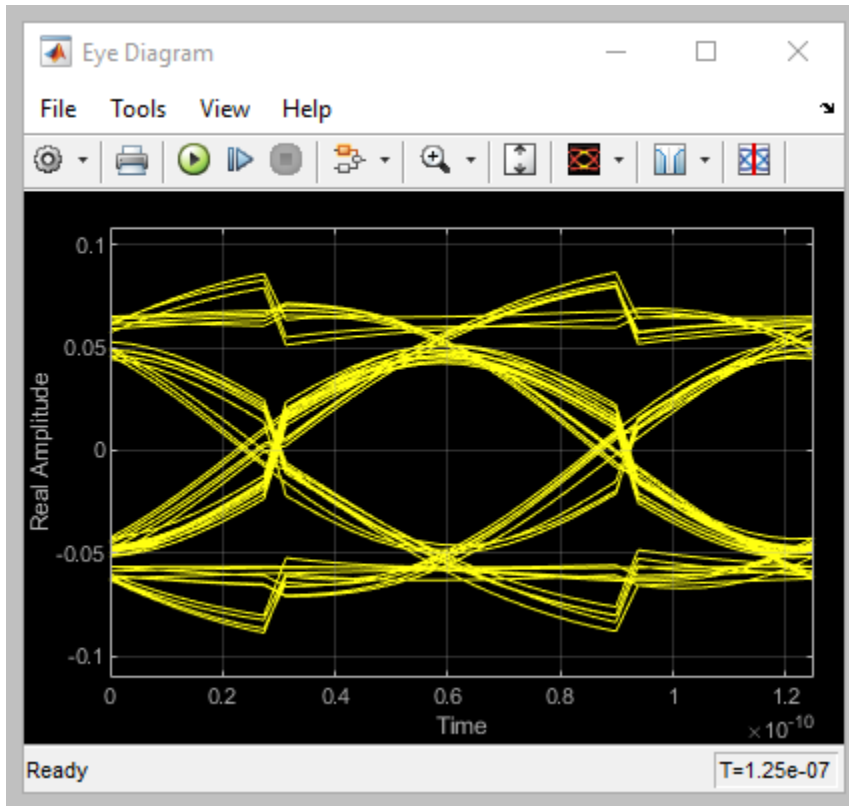 Eye Diagram
File Tools View Help
0.1
0.05
0
-0.05
-0.1
Real Amplitude
0 0.2 0.4 0.6 0.8 1 1.2
Time
×10-10
Ready T=1.25e-07